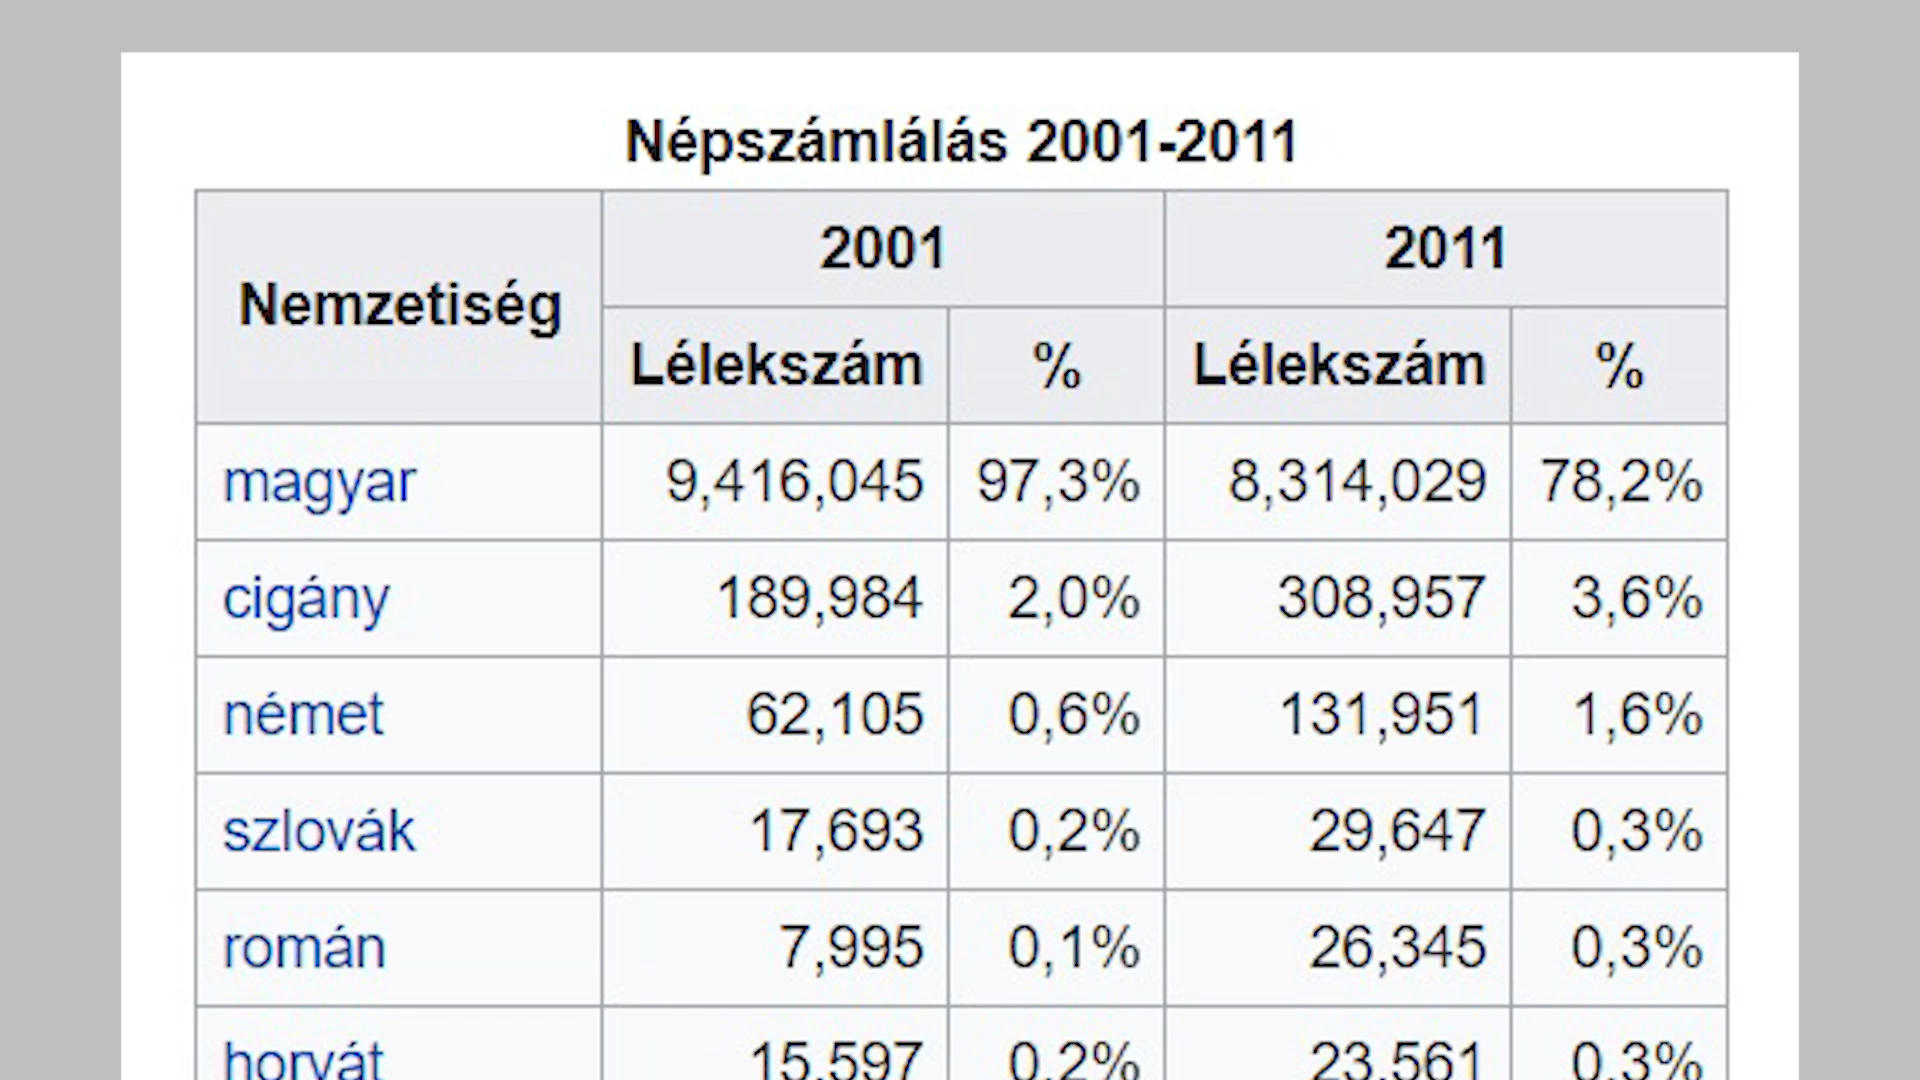 Népszámlálás 2001-2011
Nemzetiség 2001 2011
Lélekszám % Lélekszám %
magyar 9,416,045 97,3% 8,314,029 78,2%
cigány 189,984 2,0% 308,957 3,6%
német 62,105 0,6% 131,951 1,6%
szlovák 17,693 0,2% 29,647 0,3%
román 7,995 0,1% 26,345 0,3%
horvát 15,597 0,2% 23,561 0,3%